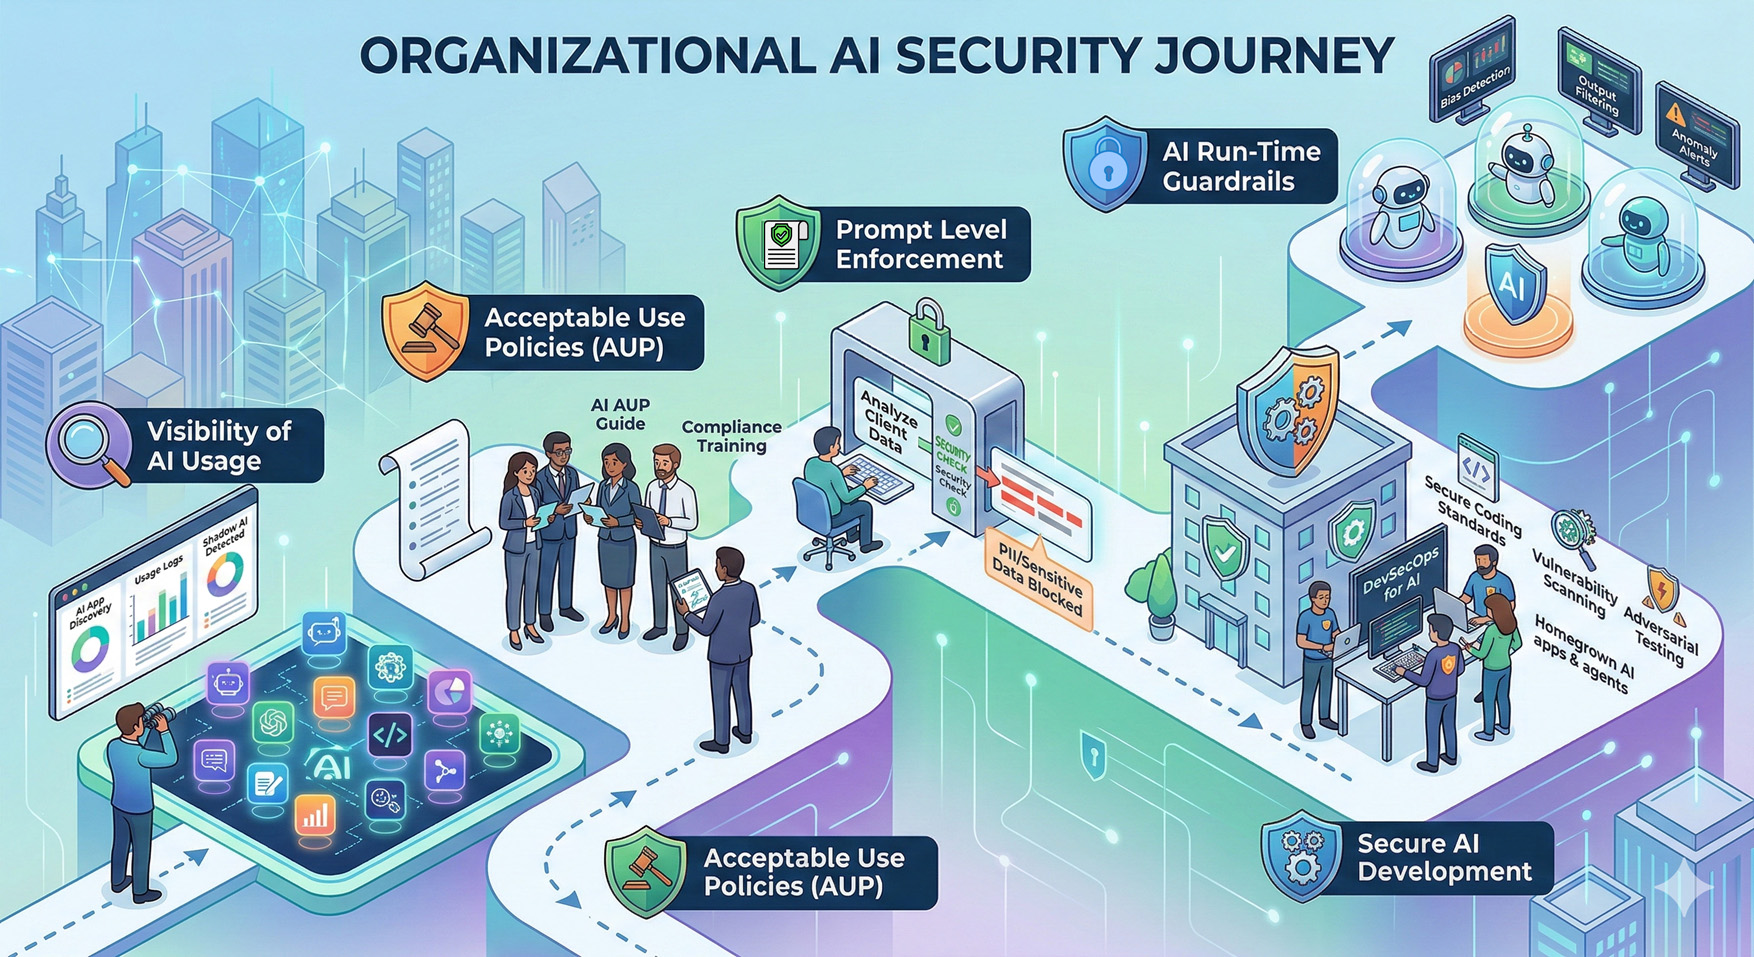 ORGANIZATIONAL AI SECURITY JOURNEY
Visibility of
AI Usage
AI App
Discovery
Usage Logs
Shadow AI
Detected
AI
Acceptable Use
Policies (AUP)
AI AUP
Guide
Compliance
Training
Acceptable Use
Policies (AUP)
Prompt Level
Enforcement
Analyze
Client
Data
SECURITY
CHECK
Security
Check
PII/Sensitive
Data Blocked
Secure AI
Development
DevSecOps
for AI
</>
Secure Coding
Standards
Vulnerability
Scanning
Adversarial
Testing
Homegrown AI
apps & agents
AI Run-Time
Guardrails
Bias Detection
Output
Filtering
Anomaly
Alerts
AI